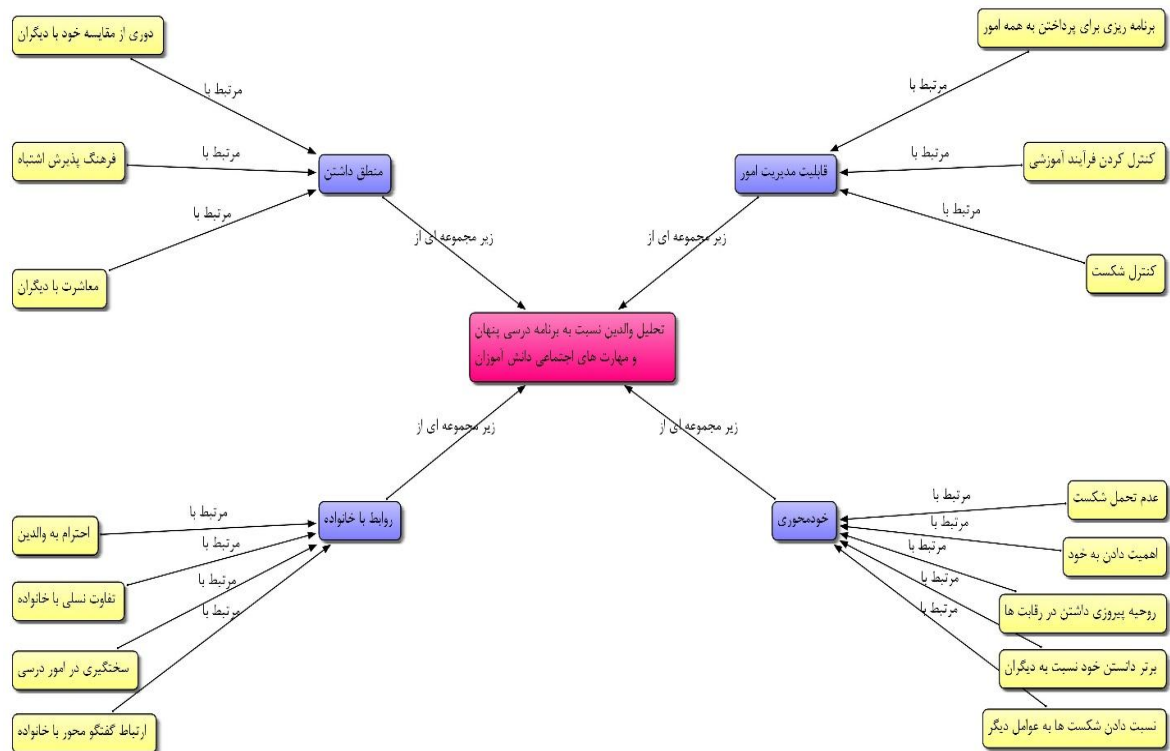 برنامه ریزی برای پرداختن به همه امور
مرتبط با
کنترل کردن فرآیند آموزشی
مرتبط با
کنترل شکست
مرتبط با
قابلیت مدیریت امور
زیر مجموعه ای از
دوری از مقایسه خود با دیگران
مرتبط با
فرهنگ پذیرش اشتباه
مرتبط با
معاشرت با دیگران
مرتبط با
منطق داشتن
زیر مجموعه ای از
تحلیل والدین نسبت به برنامه درسی پنهان
و مهارت های اجتماعی دانش آموزان
زیر مجموعه ای از
خودمحوری
عدم تحمل شکست
مرتبط با
اهمیت دادن به خود
مرتبط با
روحیه پیروزی داشتن در رقابت ها
مرتبط با
برتر دانستن خود نسبت به دیگران
مرتبط با
نسبت دادن شکست ها به عوامل دیگر
مرتبط با
زیر مجموعه ای از
روابط با خانواده
احترام به والدین
مرتبط با
تفاوت نسلی با خانواده
مرتبط با
سختگیری در امور درسی
مرتبط با
ارتباط گفتگو محور با خانواده
مرتبط با